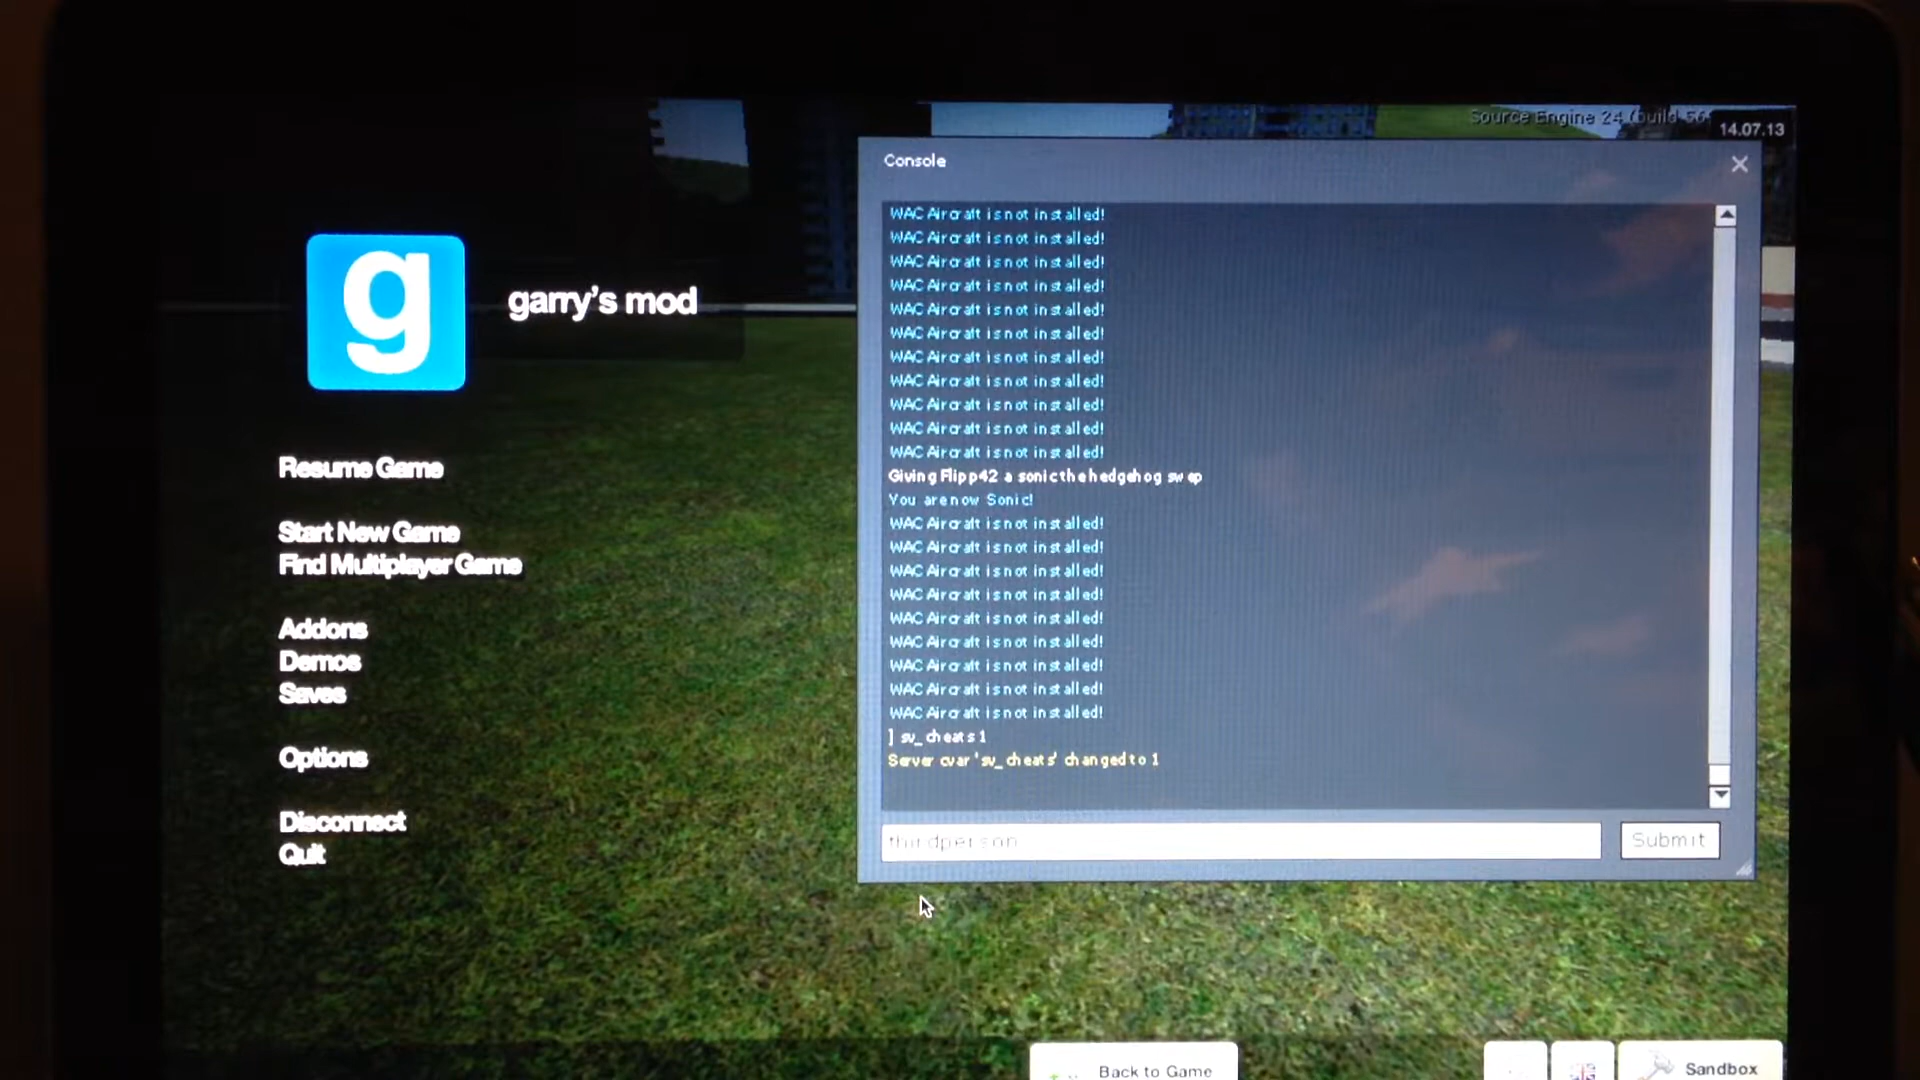 Source Engine 24 (build 56
14.07.13
Console
WAC Aircraft is not installed!
WAC Aircraft is not installed!
WAC Aircraft is not installed!
WAC Aircraft is not installed!
WAC Aircraft is not installed!
WAC Aircraft is not installed!
WAC Aircraft is not installed!
WAC Aircraft is not installed!
WAC Aircraft is not installed!
WAC Aircraft is not installed!
WAC Aircraft is not installed!
Giving Flipp42 a sonicthehedgehog swep
You are now Sonic!
WAC Aircraft is not installed!
WAC Aircraft is not installed!
WAC Aircraft is not installed!
WAC Aircraft is not installed!
WAC Aircraft is not installed!
WAC Aircraft is not installed!
WAC Aircraft is not installed!
WAC Aircraft is not installed!
WAC Aircraft is not installed!
] sv_cheats 1
Server cvar 'sv_cheats' changed to 1
thirdperson
Submit
g
garry's mod
Resume Game
Start New Game
Find Multiplayer Game
Addons
Demos
Saves
Options
Disconnect
Quit
Back to Game
Sandbox